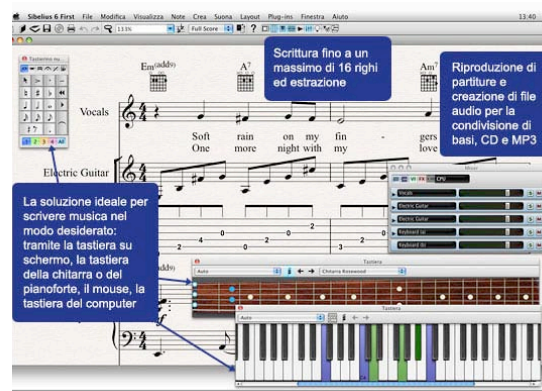 Sibelius 6 First File Modifica Visualizza Note Crea Suona Layout Plug-ins Finestra Aiuto 13:40
Full Score
Em(add9)
G
Am7
Scrittura fino a un
massimo di 16 righi
ed estrazione
Riproduzione di
partiture e
creazione di file
audio per la
condivisione di
basi, CD e MP3
Vocals
Soft rain on my fin - gers
One more night with my love
Electric Guitar
La soluzione ideale per
scrivere musica nel
modo desiderato:
tramite la tastiera su
schermo, la tastiera
della chitarra o del
pianoforte, il mouse, la
tastiera del computer
CPU
Vocals
Electric Guitar
Electric Guitar
Keyboard (a)
Keyboard (b)
Tastiera
Auto
Chitarra Rosewood
Tastiera
Auto